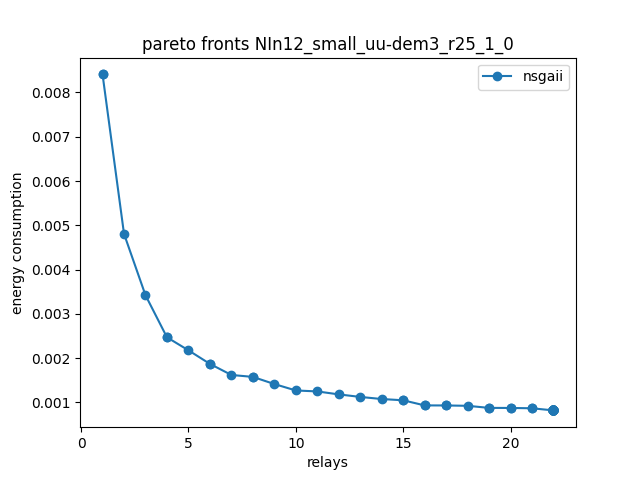 pareto fronts NIn12_small_uu-dem3_r25_1_0
nsgaii
energy consumption
0.008
0.007
0.006
0.005
0.004
0.003
0.002
0.001
0 5 10 15 20
relays